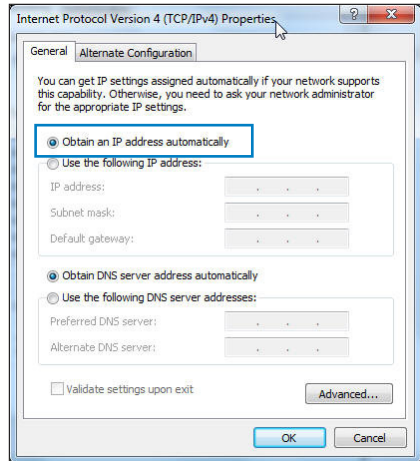 Internet Protocol Version 4 (TCP/IPv4) Properties
General
Alternate Configuration
You can get IP settings assigned automatically if your network supports
this capability. Otherwise, you need to ask your network administrator
for the appropriate IP settings.
Obtain an IP address automatically
Use the following IP address:
IP address:
Subnet mask:
Default gateway:
Obtain DNS server address automatically
Use the following DNS server addresses:
Preferred DNS server:
Alternate DNS server:
Validate settings upon exit
Advanced...
OK
Cancel